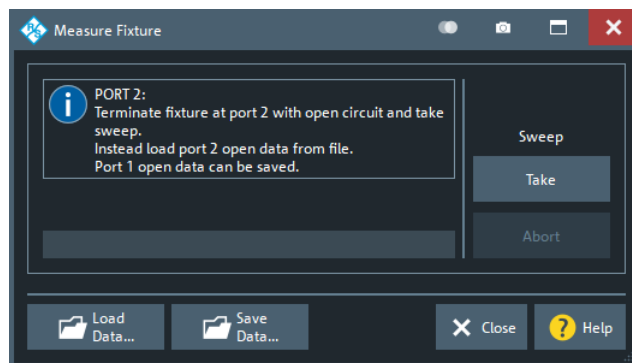 Measure Fixture
PORT 2:
Terminate fixture at port 2 with open circuit and take
sweep.
Instead load port 2 open data from file.
Port 1 open data can be saved.
Sweep
Take
Abort
Load
Data...
Save
Data...
Close
Help